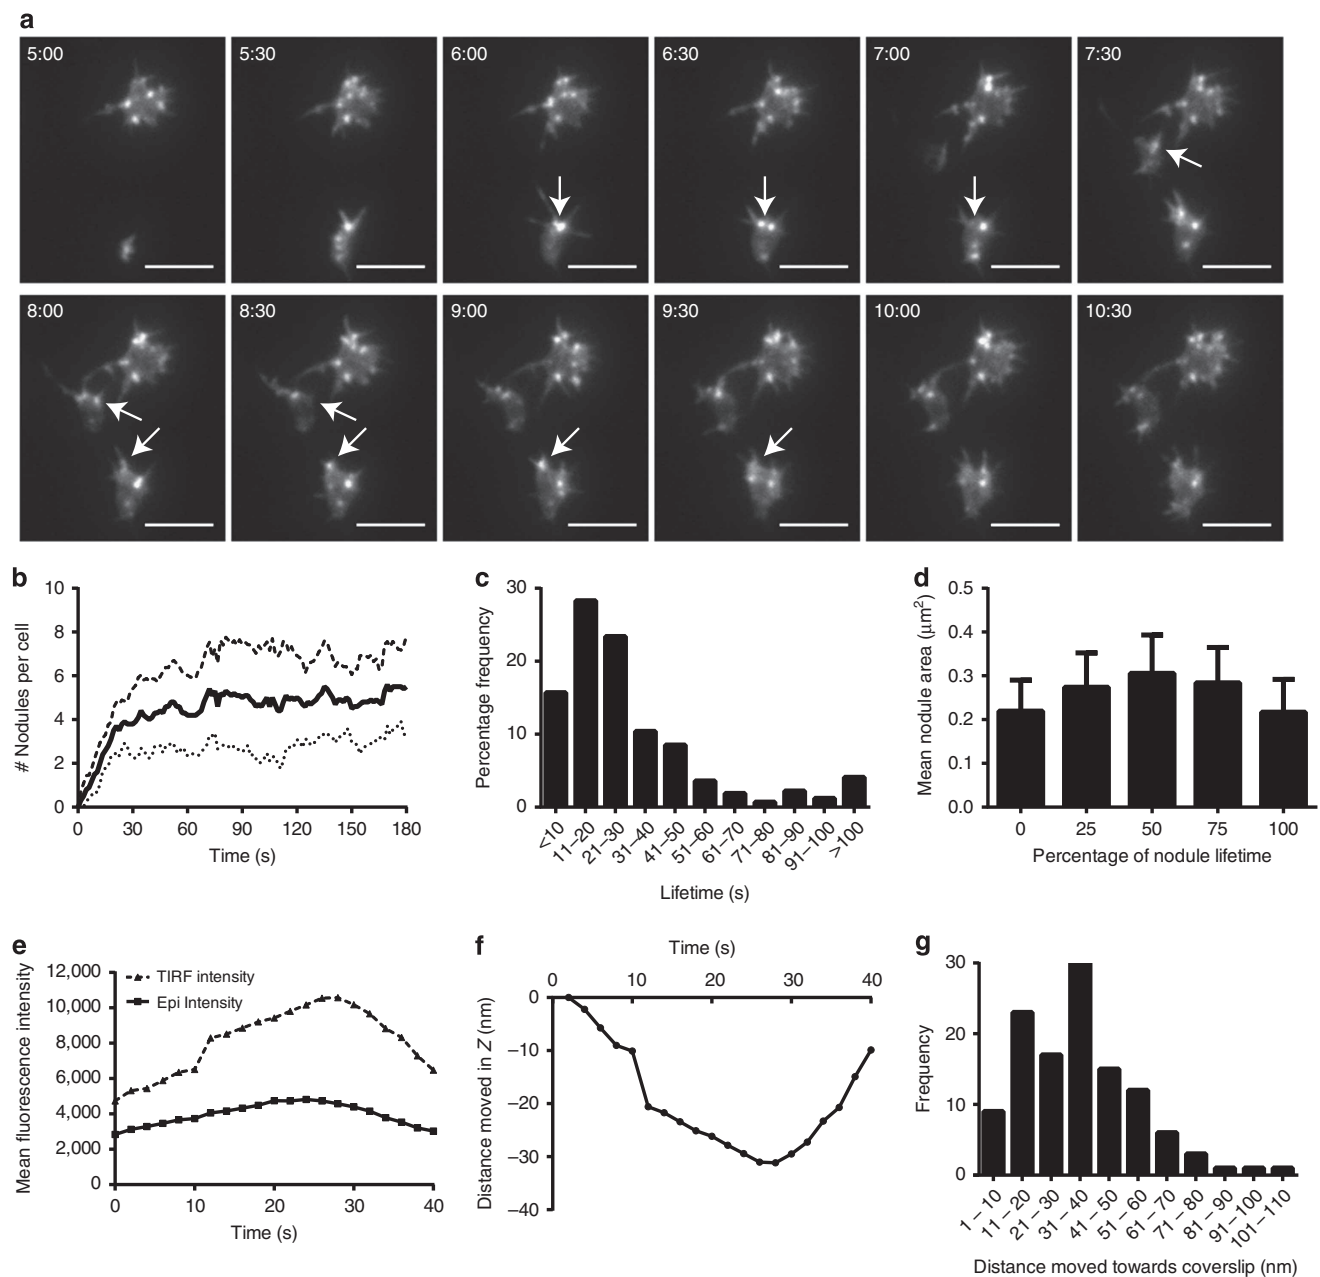 a
5:00 5:30 6:00 6:30 7:00 7:30
8:00 8:30 9:00 9:30 10:00 10:30
b
# Nodules per cell
10
8
6
4
2
0
0 30 60 90 120 150 180
Time (s)
c
Percentage frequency
30
20
10
0
<10 11–20 21–30 31–40 41–50 51–60 61–70 71–80 81–90 91–100 >100
Lifetime (s)
d
Mean nodule area (μm²)
0.5
0.4
0.3
0.2
0.1
0.0
0 25 50 75 100
Percentage of nodule lifetime
e
Mean fluorescence intensity
12,000
10,000
8,000
6,000
4,000
2,000
0
TIRF intensity
Epi Intensity
0 10 20 30 40
Time (s)
f
Time (s)
0 10 20 30 40
Distance moved in Z (nm)
0
–10
–20
–30
–40
g
Frequency
30
20
10
0
1 – 10 11 – 20 21 – 30 31 – 40 41 – 50 51 – 60 61 – 70 71 – 80 81 – 90 91–100 101–110
Distance moved towards coverslip (nm)